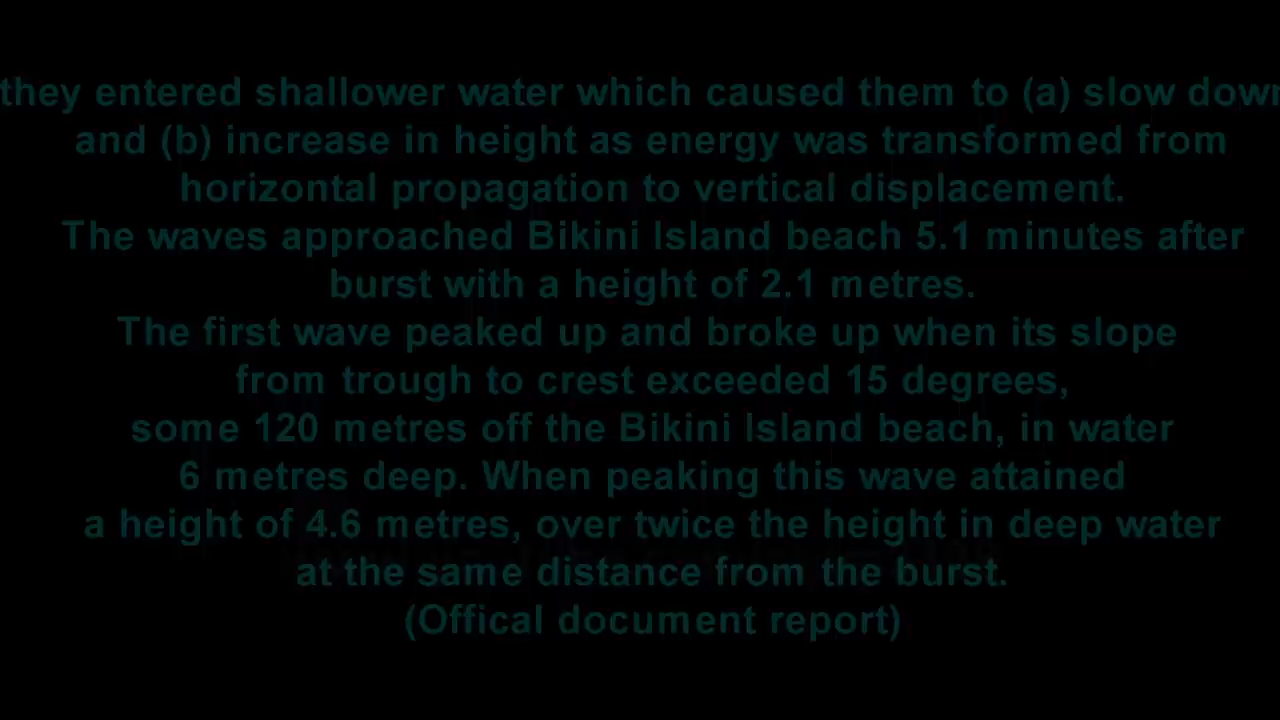 they entered shallower water which caused them to (a) slow down
and (b) increase in height as energy was transformed from
horizontal propagation to vertical displacement.
The waves approached Bikini Island beach 5.1 minutes after
burst with a height of 2.1 metres.
The first wave peaked up and broke up when its slope
from trough to crest exceeded 15 degrees,
some 120 metres off the Bikini Island beach, in water
6 metres deep. When peaking this wave attained
a height of 4.6 metres, over twice the height in deep water
at the same distance from the burst.
(Offical document report)